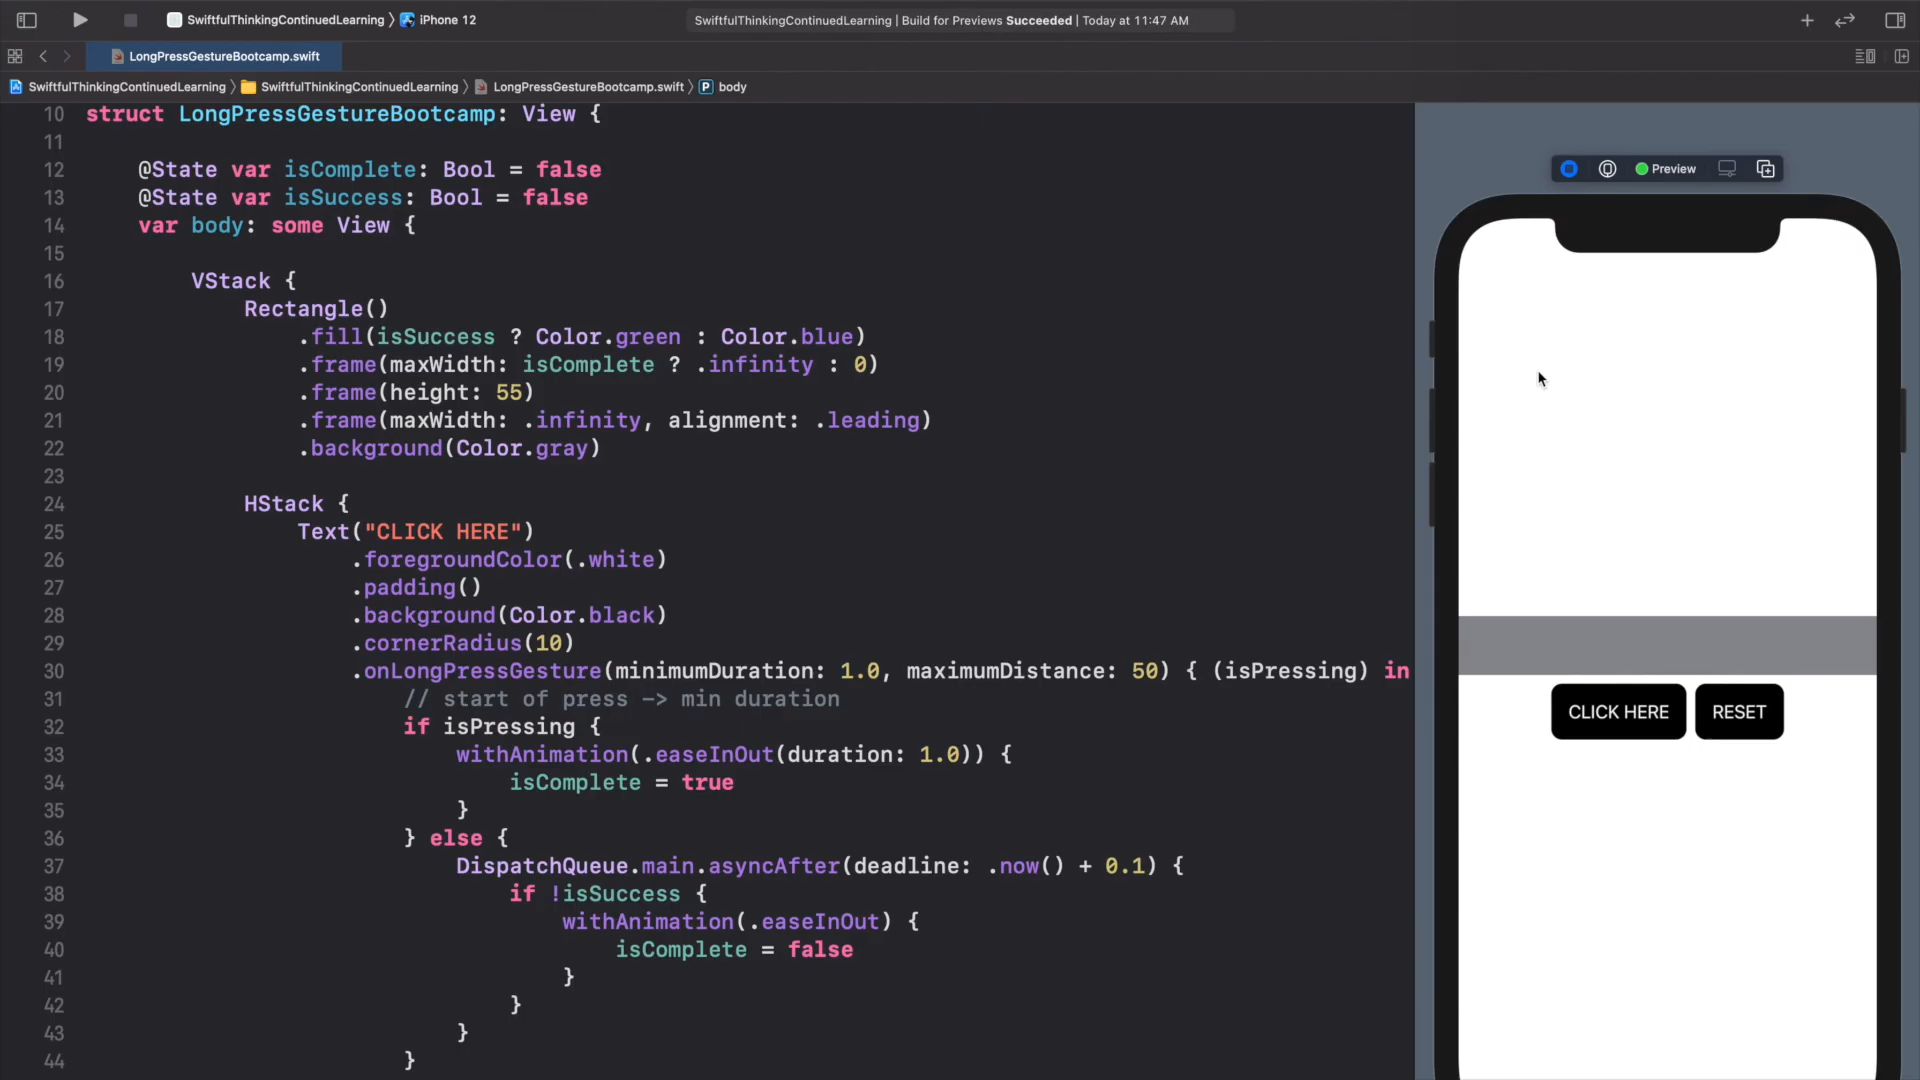 SwiftfulThinkingContinuedLearning 〉 iPhone 12
SwiftfulThinkingContinuedLearning | Build for Previews Succeeded | Today at 11:47 AM
LongPressGestureBootcamp.swift
SwiftfulThinkingContinuedLearning 〉 SwiftfulThinkingContinuedLearning 〉 LongPressGestureBootcamp.swift 〉 P body
10 struct LongPressGestureBootcamp: View {
11
12     @State var isComplete: Bool = false
13     @State var isSuccess: Bool = false
14     var body: some View {
15
16         VStack {
17             Rectangle()
18                 .fill(isSuccess ? Color.green : Color.blue)
19                 .frame(maxWidth: isComplete ? .infinity : 0)
20                 .frame(height: 55)
21                 .frame(maxWidth: .infinity, alignment: .leading)
22                 .background(Color.gray)
23
24             HStack {
25                 Text("CLICK HERE")
26                     .foregroundColor(.white)
27                     .padding()
28                     .background(Color.black)
29                     .cornerRadius(10)
30                     .onLongPressGesture(minimumDuration: 1.0, maximumDistance: 50) { (isPressing) in
31                         // start of press -> min duration
32                         if isPressing {
33                             withAnimation(.easeInOut(duration: 1.0)) {
34                                 isComplete = true
35                             }
36                         } else {
37                             DispatchQueue.main.asyncAfter(deadline: .now() + 0.1) {
38                                 if !isSuccess {
39                                     withAnimation(.easeInOut) {
40                                         isComplete = false
41                                     }
42                                 }
43                             }
44                         }
Preview
CLICK HERE
RESET